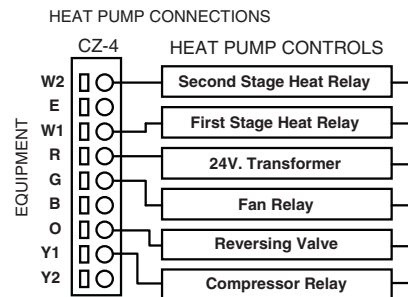 HEAT PUMP CONNECTIONS
CZ-4 HEAT PUMP CONTROLS
EQUIPMENT
W2 Second Stage Heat Relay
E
W1 First Stage Heat Relay
R 24V. Transformer
G
B Fan Relay
O Reversing Valve
Y1
Y2 Compressor Relay